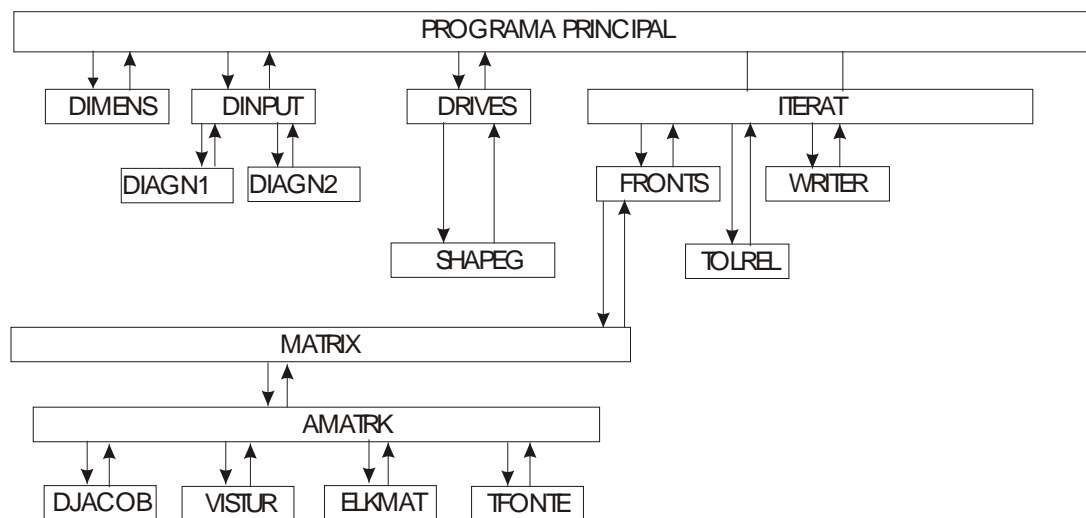 PROGRAMA PRINCIPAL
DIMENS
DINPUT
DRIVES
ITERAT
DIAGN1
DIAGN2
FRONTS
WRITER
SHAPEG
TOLREL
MATRIX
AMATRK
DJACOB
VISTUR
ELKMAT
TFONTE